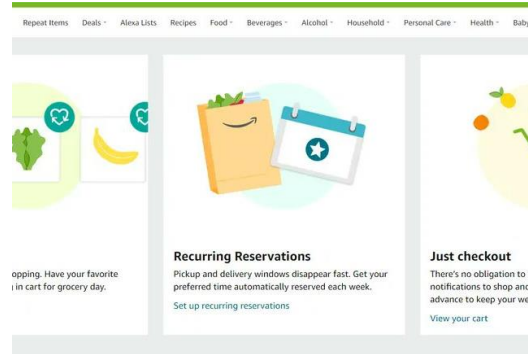 Repeat Items Deals Alexa Lists Recipes Food Beverages Alcohol Household Personal Care Health Baby
opping. Have your favorite
in cart for grocery day.
Recurring Reservations
Pickup and delivery windows disappear fast. Get your
preferred time automatically reserved each week.
Set up recurring reservations
Just checkout
There's no obligation to
notifications to shop and
advance to keep your we
View your cart